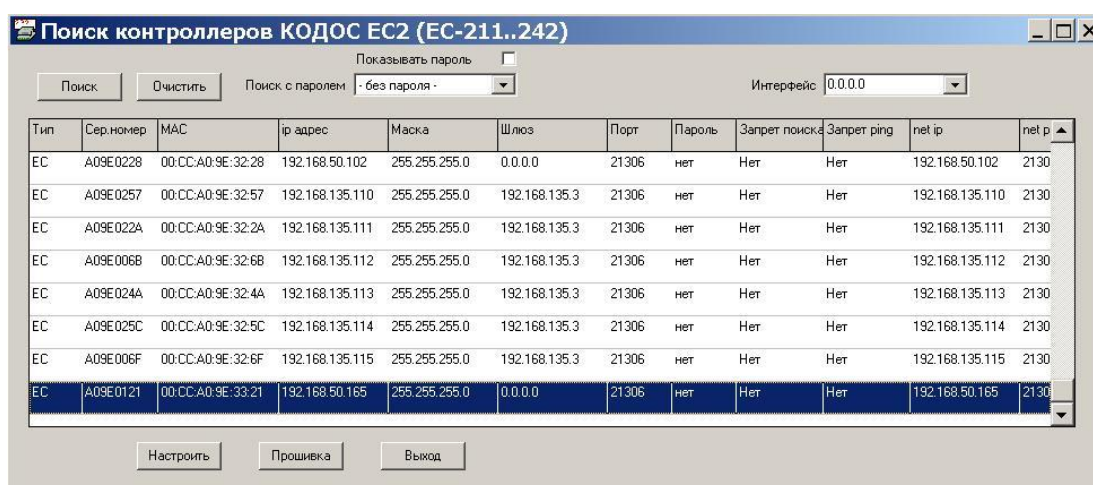 Поиск контроллеров КОДОС EC2 (EC-211..242)
Показывать пароль
Поиск Очистить Поиск с паролем - без пароля - Интерфейс 0.0.0.0
Тип Сер.номер MAC ip адрес Маска Шлюз Порт Пароль Запрет поиска Запрет ping net ip net p
EC A09E0228 00:CC:A0:9E:32:28 192.168.50.102 255.255.255.0 0.0.0.0 21306 нет Нет Нет 192.168.50.102 2130
EC A09E0257 00:CC:A0:9E:32:57 192.168.135.110 255.255.255.0 192.168.135.3 21306 нет Нет Нет 192.168.135.110 2130
EC A09E022A 00:CC:A0:9E:32:2A 192.168.135.111 255.255.255.0 192.168.135.3 21306 нет Нет Нет 192.168.135.111 2130
EC A09E006B 00:CC:A0:9E:32:6B 192.168.135.112 255.255.255.0 192.168.135.3 21306 нет Нет Нет 192.168.135.112 2130
EC A09E024A 00:CC:A0:9E:32:4A 192.168.135.113 255.255.255.0 192.168.135.3 21306 нет Нет Нет 192.168.135.113 2130
EC A09E025C 00:CC:A0:9E:32:5C 192.168.135.114 255.255.255.0 192.168.135.3 21306 нет Нет Нет 192.168.135.114 2130
EC A09E006F 00:CC:A0:9E:32:6F 192.168.135.115 255.255.255.0 192.168.135.3 21306 нет Нет Нет 192.168.135.115 2130
EC A09E0121 00:CC:A0:9E:33:21 192.168.50.165 255.255.255.0 0.0.0.0 21306 нет Нет Нет 192.168.50.165 2130
Настроить Прошивка Выход